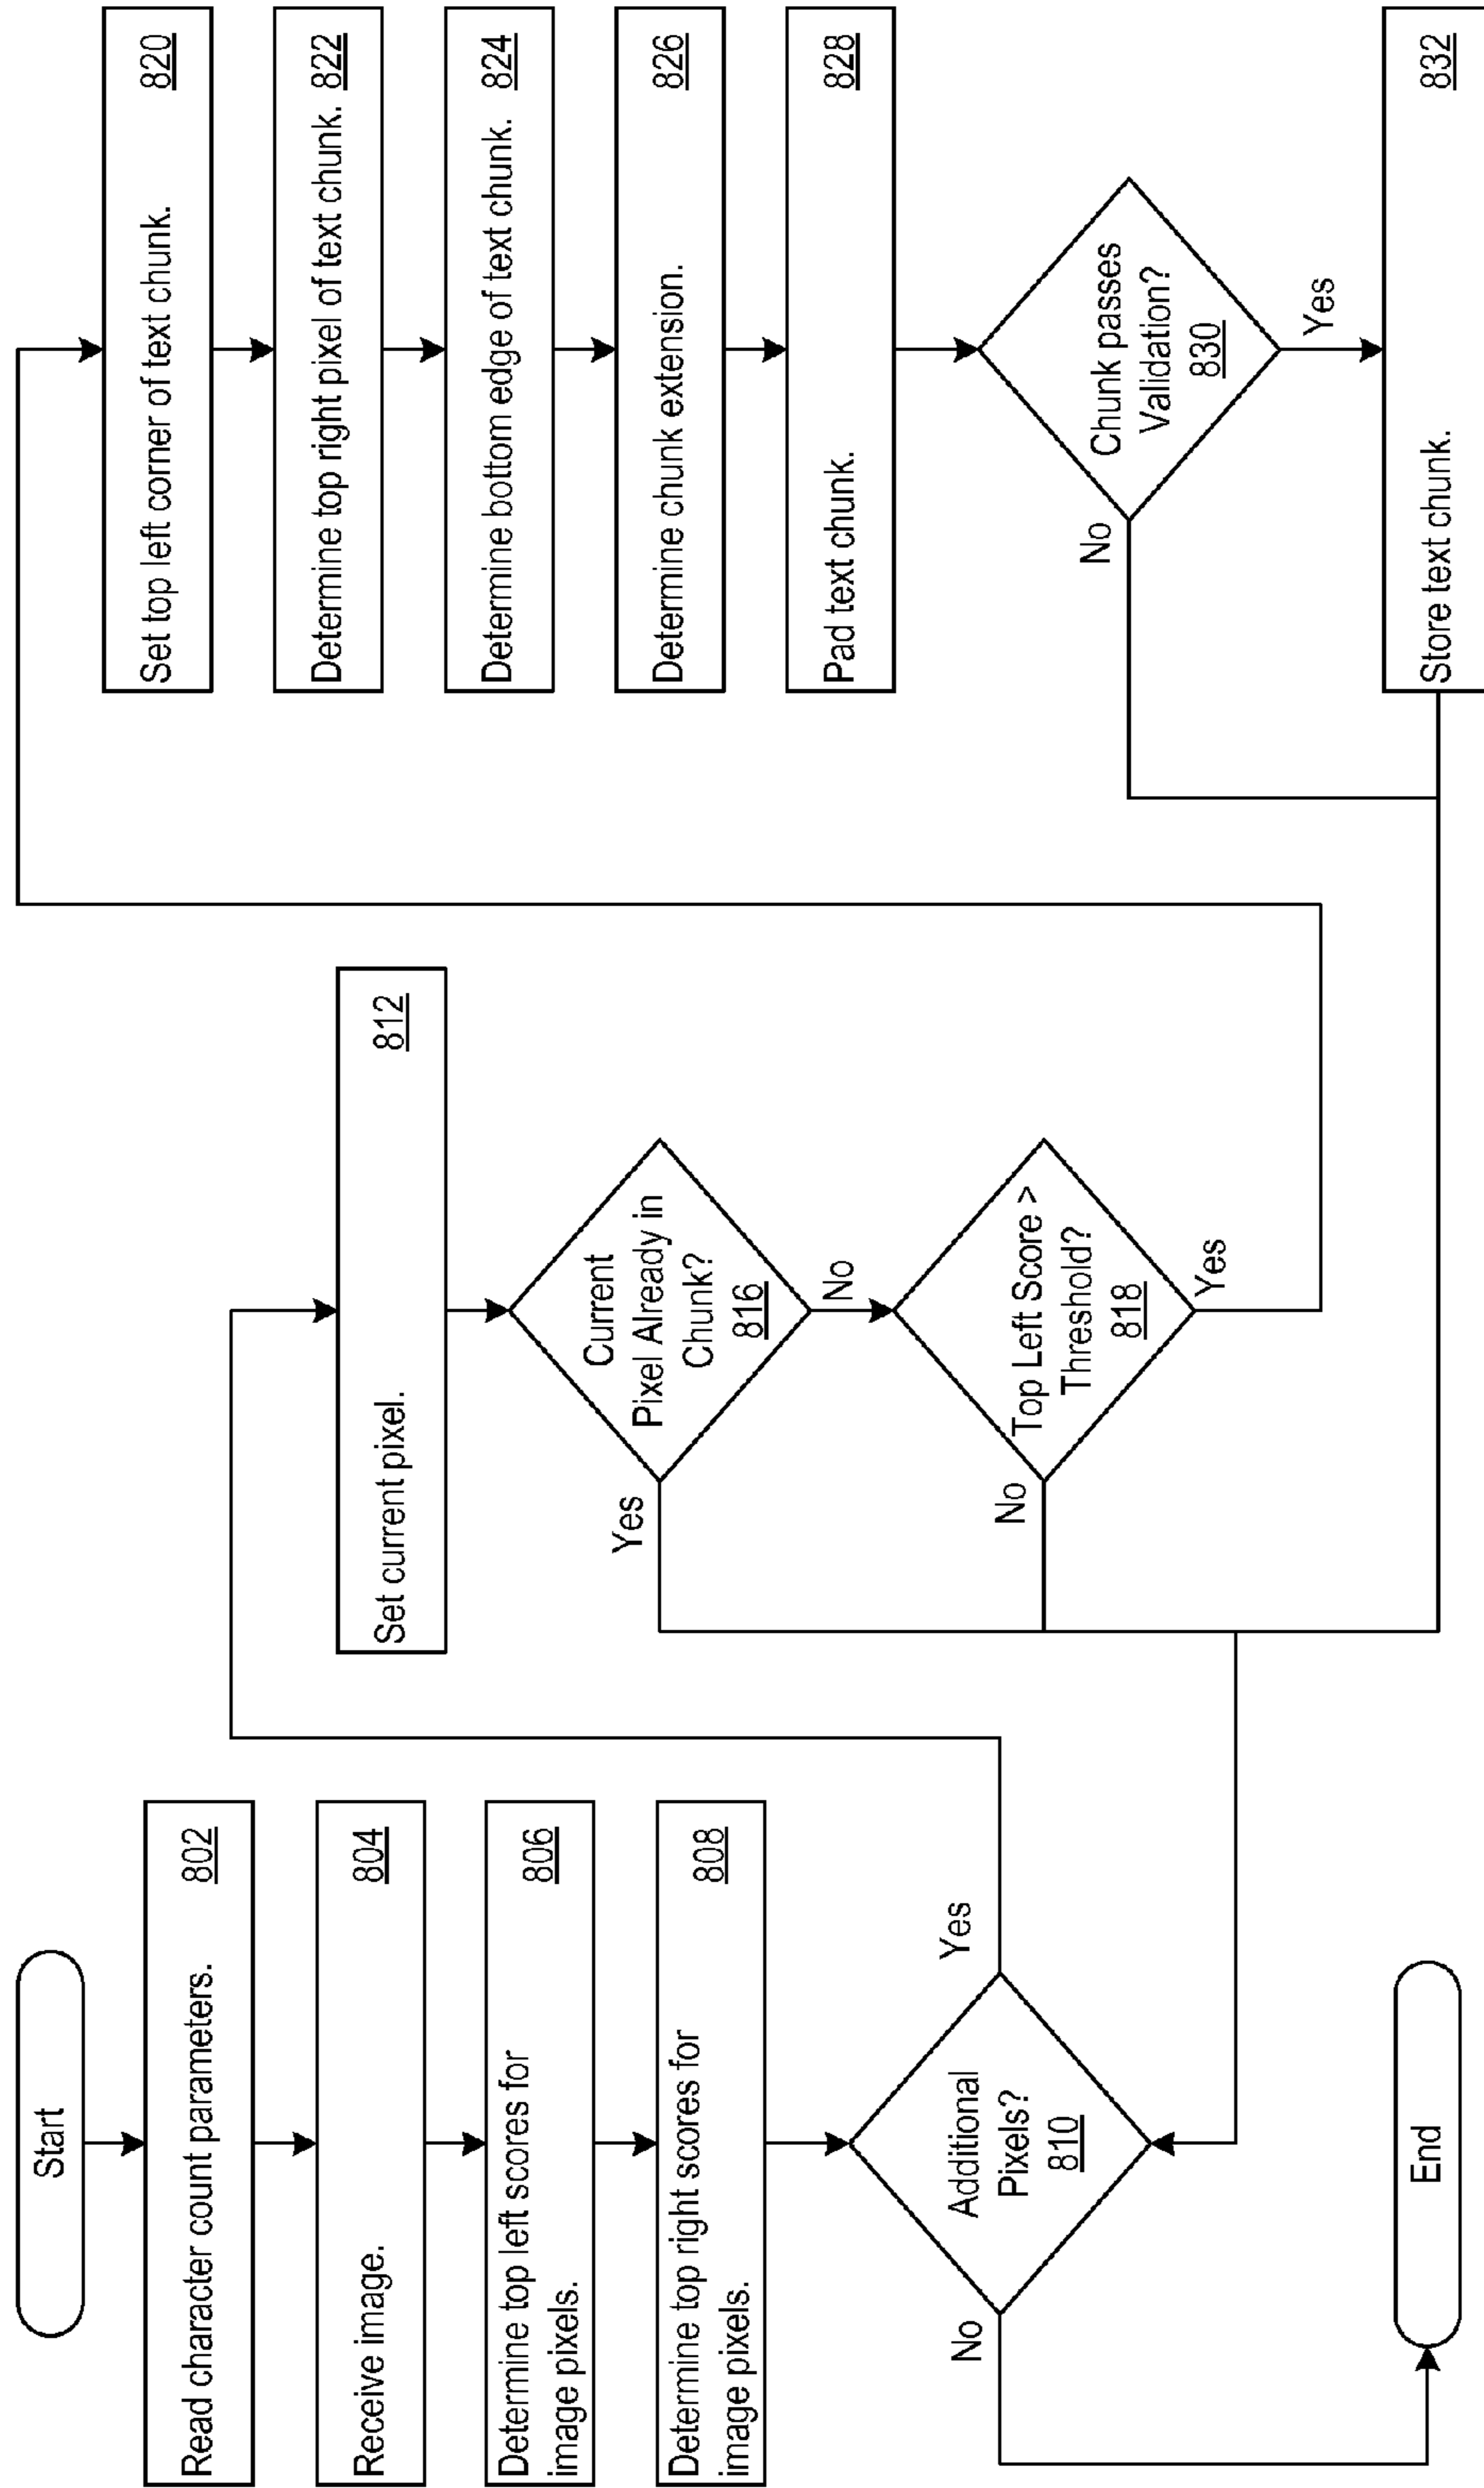 Start
Read character count parameters. 802
Receive image. 804
Determine top left scores for
image pixels. 806
Determine top right scores for
image pixels. 808
Additional
Pixels?
810
Yes
No
End
Set current pixel. 812
Current
Pixel Already in
Chunk?
816
Yes
No
Top Left Score >
Threshold?
818
No
Yes
Set top left corner of text chunk. 820
Determine top right pixel of text chunk. 822
Determine bottom edge of text chunk. 824
Determine chunk extension. 826
Pad text chunk. 828
Chunk passes
Validation?
830
No
Yes
Store text chunk. 832